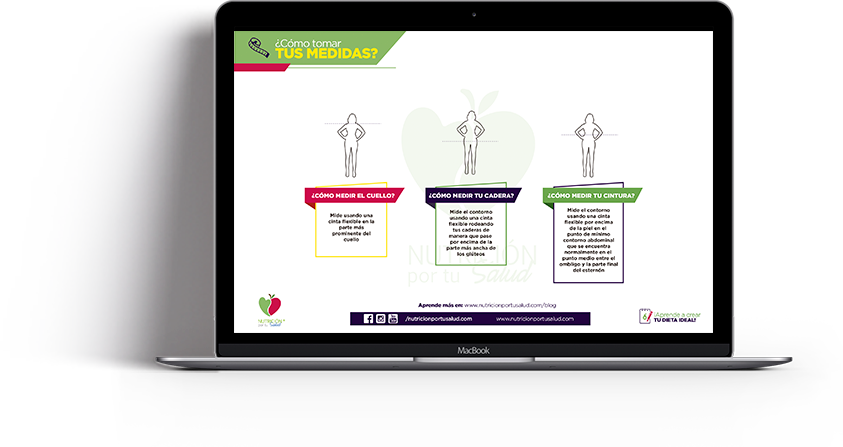 ¿Cómo tomar
TUS MEDIDAS?
¿CÓMO MEDIR EL CUELLO?
Mide usando una
cinta flexible en la
parte más
prominente del
cuello
¿CÓMO MEDIR TU CADERA?
Mide el contorno
usando una cinta
flexible rodeando
tus caderas de
manera que pase
por encima de la
parte más ancha de
los glúteos
¿CÓMO MEDIR TU CINTURA?
Mide el contorno
usando una cinta
flexible por encima
de la piel en el
punto de mínimo
contorno abdominal
que se encuentra
normalmente en el
punto medio entre el
ombligo y la parte final
del esternón
NUTRICIÓN
por tu Salud
NUTRICIÓN
por tu Salud
Aprende más en: www.nutricionportusalud.com/blog
/nutricionportusalud.com www.nutricionportusalud.com
¡Aprende a crear
TU DIETA IDEAL!
MacBook